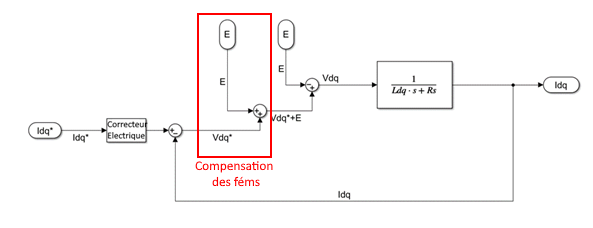 E
E
E
E
Vdq
1
Ldq · s + Rs
Idq
Vdq*+E
Idq*
Idq*
Correcteur
Electrique
Vdq*
Compensation
des féms
Idq